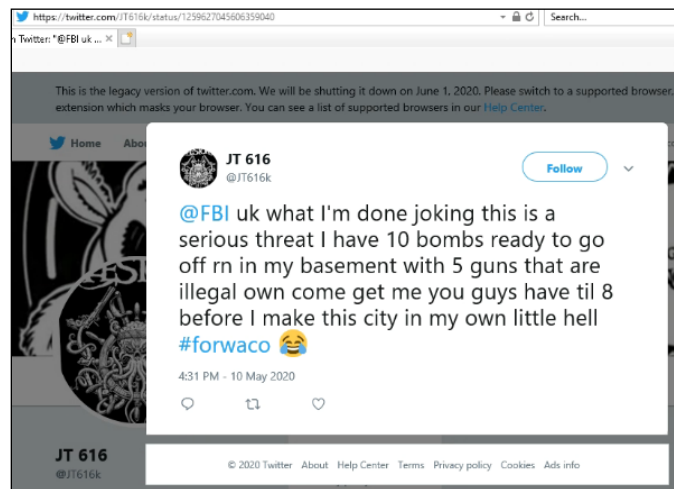 https://twitter.com/JT616k/status/1259627045606359040
Search...
n Twitter: "@FBI uk ...
This is the legacy version of twitter.com. We will be shutting it down on June 1, 2020. Please switch to a supported browser.
extension which masks your browser. You can see a list of supported browsers in our Help Center.
Home Abou
JT 616
@JT616k
Follow
@FBI uk what I'm done joking this is a
serious threat I have 10 bombs ready to go
off rn in my basement with 5 guns that are
illegal own come get me you guys have til 8
before I make this city in my own little hell
#forwaco 😂
4:31 PM - 10 May 2020
JT 616
@JT616k
© 2020 Twitter About Help Center Terms Privacy policy Cookies Ads info